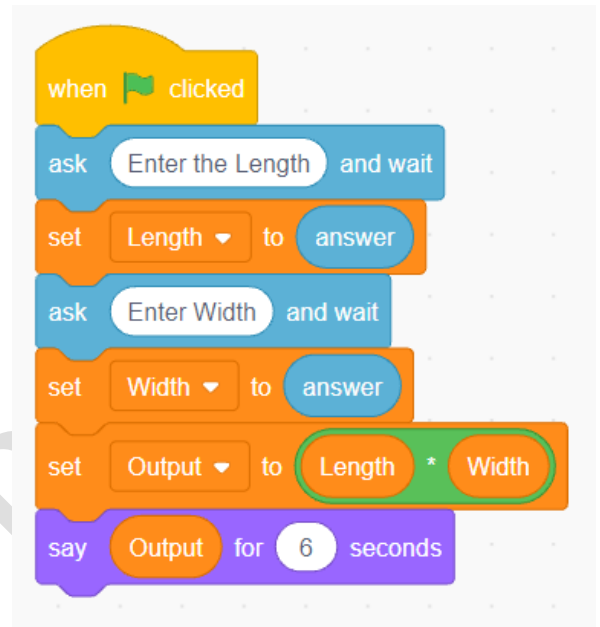 when clicked
ask Enter the Length and wait
set Length to answer
ask Enter Width and wait
set Width to answer
set Output to Length * Width
say Output for 6 seconds